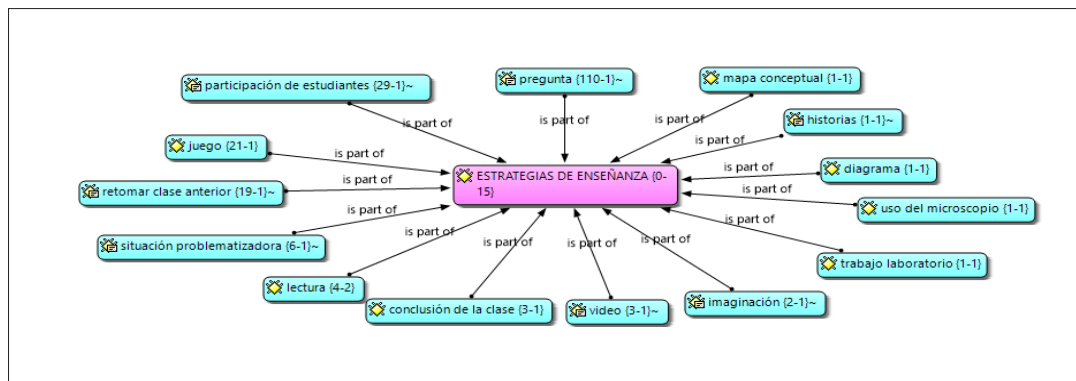 participación de estudiantes {29-1}~
pregunta {110-1}~
mapa conceptual {1-1}
is part of
is part of
is part of
historias {1-1}~
is part of
juego {21-1}
is part of
ESTRATEGIAS DE ENSEÑANZA {0-
15}
is part of
diagrama {1-1}
retomar clase anterior {19-1}~
is part of
is part of
uso del microscopio {1-1}
situación problematizadora {6-1}~
is part of
is part of
is part of
is part of
is part of
is part of
trabajo laboratorio {1-1}
lectura {4-2}
conclusión de la clase {3-1}
video {3-1}~
imaginación {2-1}~
is part of